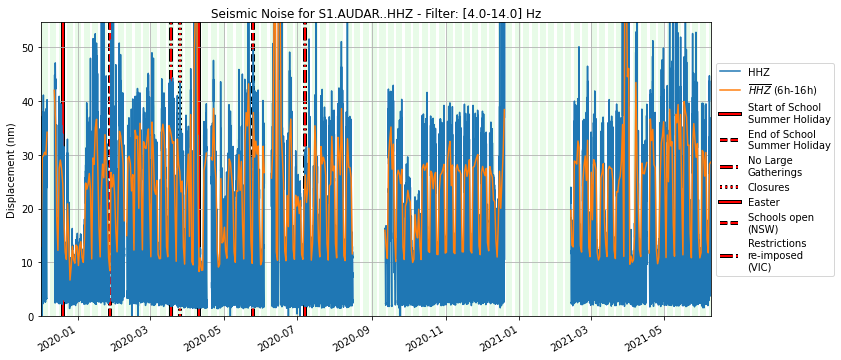 Seismic Noise for S1.AUDAR..HHZ - Filter: [4.0-14.0] Hz
Displacement (nm)
50
40
30
20
10
0
2020-01
2020-03
2020-05
2020-07
2020-09
2020-11
2021-01
2021-03
2021-05
HHZ
HHZ (6h-16h)
Start of School
Summer Holiday
End of School
Summer Holiday
No Large
Gatherings
Closures
Easter
Schools open
(NSW)
Restrictions
re-imposed
(VIC)